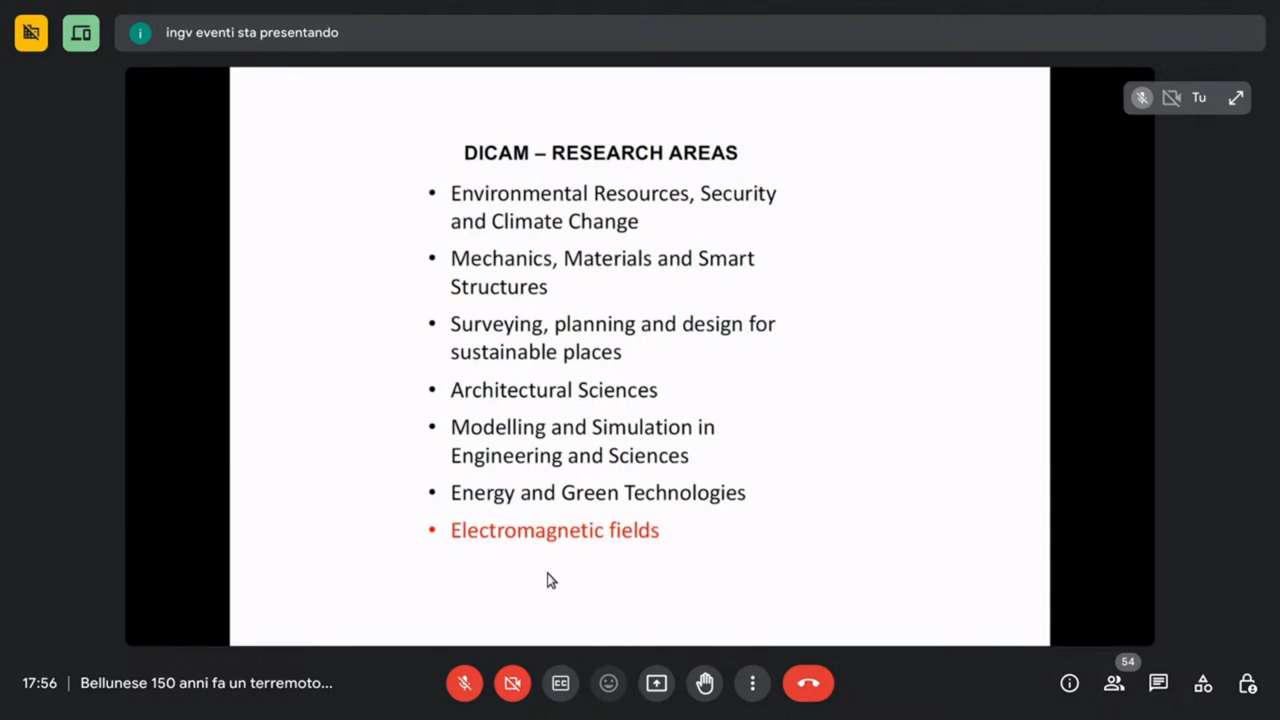 ingv eventi sta presentando
Tu
DICAM – RESEARCH AREAS
• Environmental Resources, Security
and Climate Change
• Mechanics, Materials and Smart
Structures
• Surveying, planning and design for
sustainable places
• Architectural Sciences
• Modelling and Simulation in
Engineering and Sciences
• Energy and Green Technologies
• Electromagnetic fields
54
17:56 | Bellunese 150 anni fa un terremoto...
CC